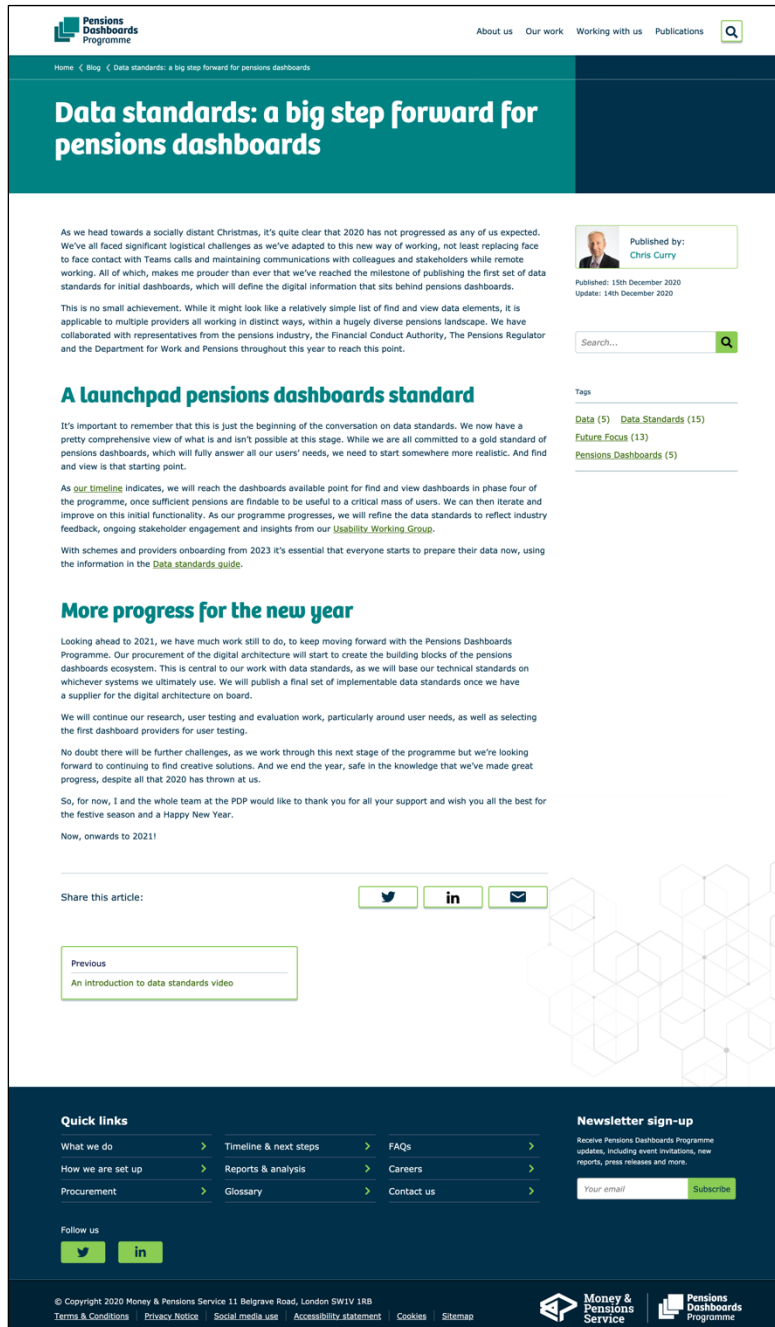 Pensions
Dashboards
Programme
About us Our work Working with us Publications
Home ❮ Blog ❮ Data standards: a big step forward for pensions dashboards
Data standards: a big step forward for
pensions dashboards
As we head towards a socially distant Christmas, it's quite clear that 2020 has not progressed as any of us expected.
We've all faced significant logistical challenges as we've adapted to this new way of working, not least replacing face
to face contact with Teams calls and maintaining communications with colleagues and stakeholders while remote
working. All of which, makes me prouder than ever that we've reached the milestone of publishing the first set of data
standards for initial dashboards, which will define the digital information that sits behind pensions dashboards.
This is no small achievement. While it might look like a relatively simple list of find and view data elements, it is
applicable to multiple providers all working in distinct ways, within a hugely diverse pensions landscape. We have
collaborated with representatives from the pensions industry, the Financial Conduct Authority, The Pensions Regulator
and the Department for Work and Pensions throughout this year to reach this point.
A launchpad pensions dashboards standard
It's important to remember that this is just the beginning of the conversation on data standards. We now have a
pretty comprehensive view of what is and isn't possible at this stage. While we are all committed to a gold standard of
pensions dashboards, which will fully answer all our users' needs, we need to start somewhere more realistic. And find
and view is that starting point.
As our timeline indicates, we will reach the dashboards available point for find and view dashboards in phase four of
the programme, once sufficient pensions are findable to be useful to a critical mass of users. We can then iterate and
improve on this initial functionality. As our programme progresses, we will refine the data standards to reflect industry
feedback, ongoing stakeholder engagement and insights from our Usability Working Group.
With schemes and providers onboarding from 2023 it's essential that everyone starts to prepare their data now, using
the information in the Data standards guide.
More progress for the new year
Looking ahead to 2021, we have much work still to do, to keep moving forward with the Pensions Dashboards
Programme. Our procurement of the digital architecture will start to create the building blocks of the pensions
dashboards ecosystem. This is central to our work with data standards, as we will base our technical standards on
whichever systems we ultimately use. We will publish a final set of implementable data standards once we have
a supplier for the digital architecture on board.
We will continue our research, user testing and evaluation work, particularly around user needs, as well as selecting
the first dashboard providers for user testing.
No doubt there will be further challenges, as we work through this next stage of the programme but we're looking
forward to continuing to find creative solutions. And we end the year, safe in the knowledge that we've made great
progress, despite all that 2020 has thrown at us.
So, for now, I and the whole team at the PDP would like to thank you for all your support and wish you all the best for
the festive season and a Happy New Year.
Now, onwards to 2021!
Published by:
Chris Curry
Published: 15th December 2020
Update: 14th December 2020
Search...
Tags
Data (5) Data Standards (15)
Future Focus (13)
Pensions Dashboards (5)
Share this article:
in
Previous
An introduction to data standards video
Quick links
What we do
How we are set up
Procurement
Timeline & next steps
Reports & analysis
Glossary
FAQs
Careers
Contact us
Newsletter sign-up
Receive Pensions Dashboards Programme
updates, including event invitations, new
reports, press releases and more.
Your email Subscribe
Follow us
in
© Copyright 2020 Money & Pensions Service 11 Belgrave Road, London SW1V 1RB
Terms & Conditions Privacy Notice Social media use Accessibility statement Cookies Sitemap
Money &
Pensions
Service
Pensions
Dashboards
Programme